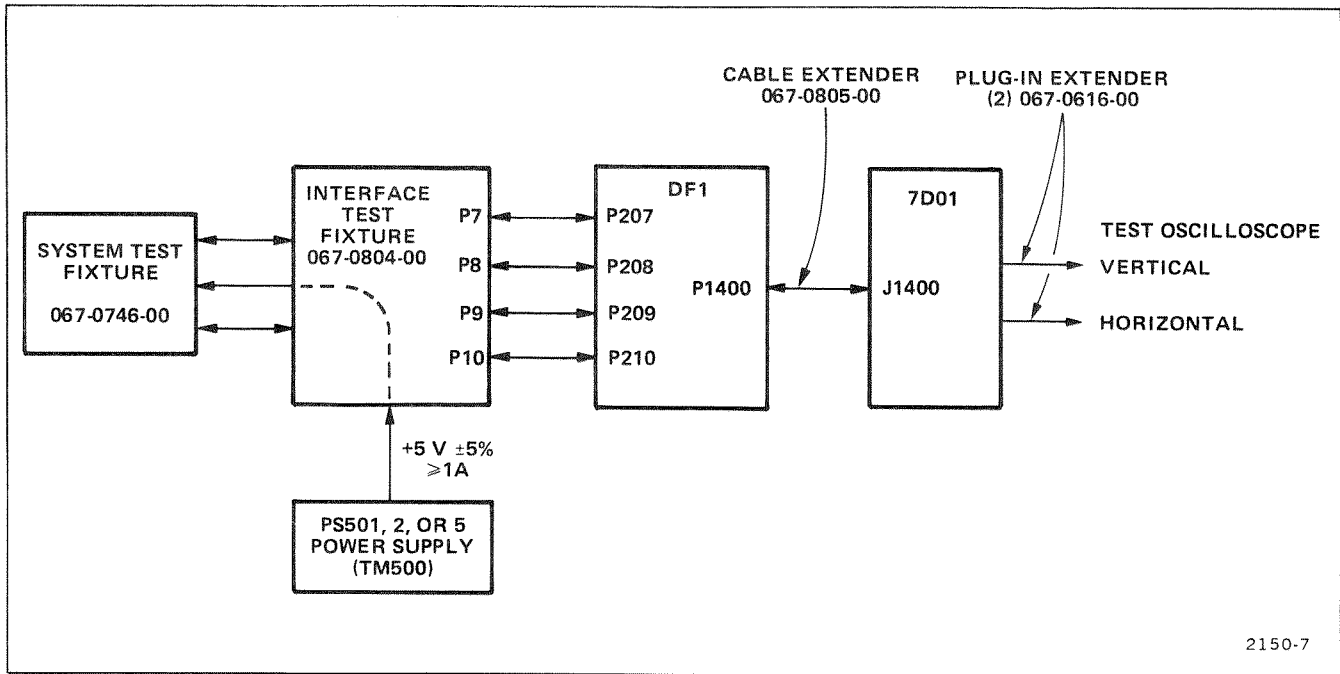 CABLE EXTENDER
067-0805-00
PLUG-IN EXTENDER
(2) 067-0616-00
SYSTEM TEST
FIXTURE
067-0746-00
INTERFACE
TEST
FIXTURE
067-0804-00
P7
P8
P9
P10
DF1
P207
P208
P209
P210
P1400
7D01
J1400
TEST OSCILLOSCOPE
VERTICAL
HORIZONTAL
+5 V ±5%
⩾1A
PS501, 2, OR 5
POWER SUPPLY
(TM500)
2150-7